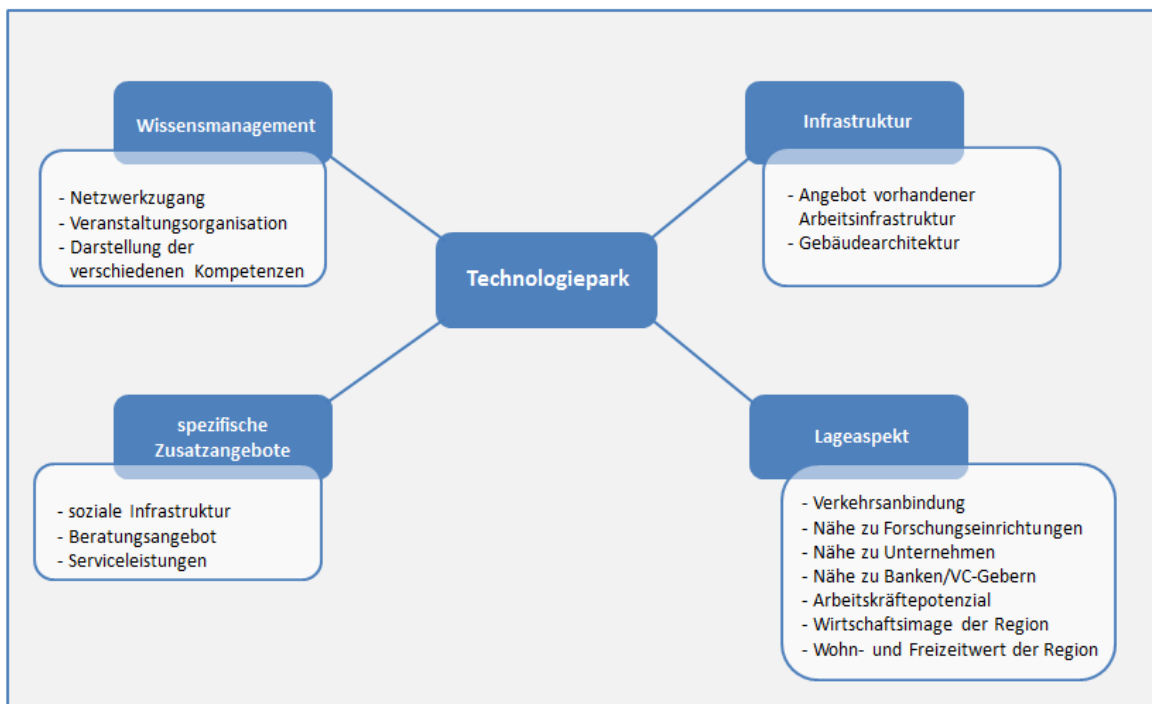 Wissensmanagement
- Netzwerkzugang
- Veranstaltungsorganisation
- Darstellung der
verschiedenen Kompetenzen
Infrastruktur
- Angebot vorhandener
Arbeitsinfrastruktur
- Gebäudearchitektur
Technologiepark
spezifische
Zusatzangebote
- soziale Infrastruktur
- Beratungsangebot
- Serviceleistungen
Lageaspekt
- Verkehrsanbindung
- Nähe zu Forschungseinrichtungen
- Nähe zu Unternehmen
- Nähe zu Banken/VC-Gebern
- Arbeitskräftepotenzial
- Wirtschaftsimage der Region
- Wohn- und Freizeitwert der Region